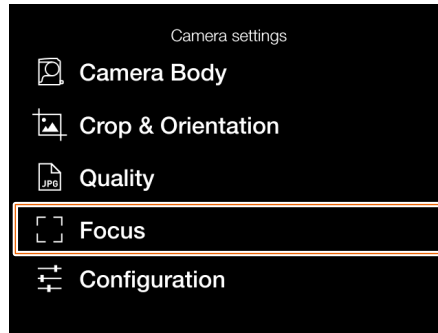 Camera settings
Camera Body
Crop & Orientation
JPG
Quality
Focus
Configuration